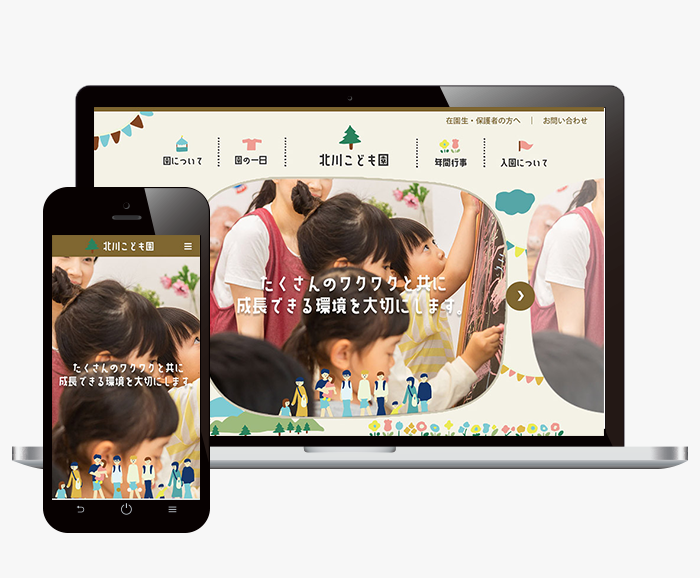 在園生・保護者の方へ | お問い合わせ
園について
園の一日
北川こども園
年間行事
入園について
たくさんのワクワクと共に
成長できる環境を大切にします。
北川こども園
たくさんのワクワクと共に
成長できる環境を大切にします。